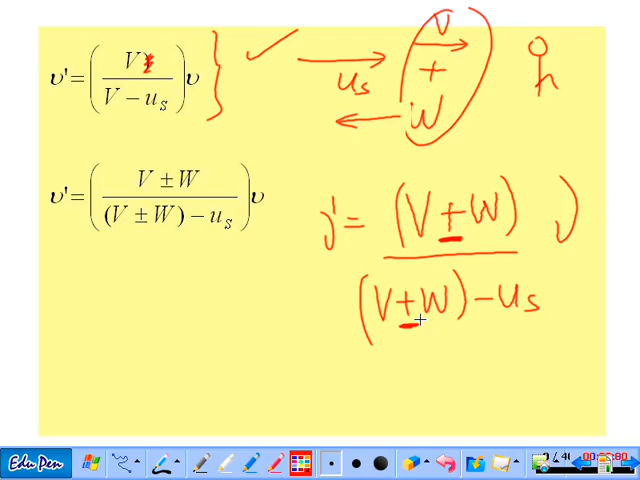 υ' = ( V / V − u_S ) υ
V
+
u_S
W
υ' = ( V ± W / (V ± W) − u_S ) υ
ν' = (V ± W) ν
(V ± W) − u_S
Edu Pen